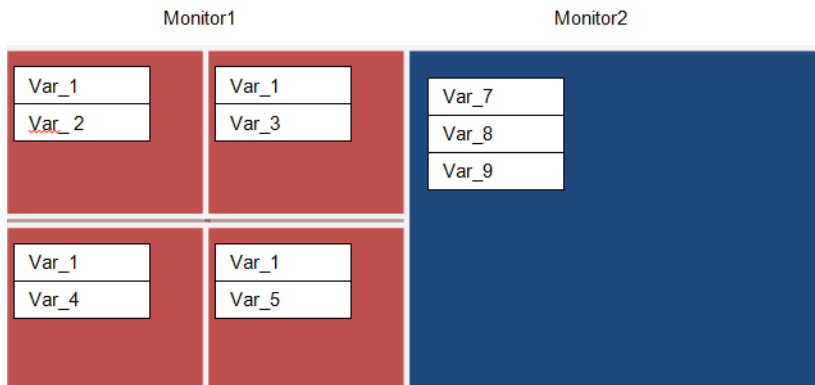 Monitor1
Monitor2
Var_1
Var_ 2
Var_1
Var_3
Var_7
Var_8
Var_9
Var_1
Var_4
Var_1
Var_5